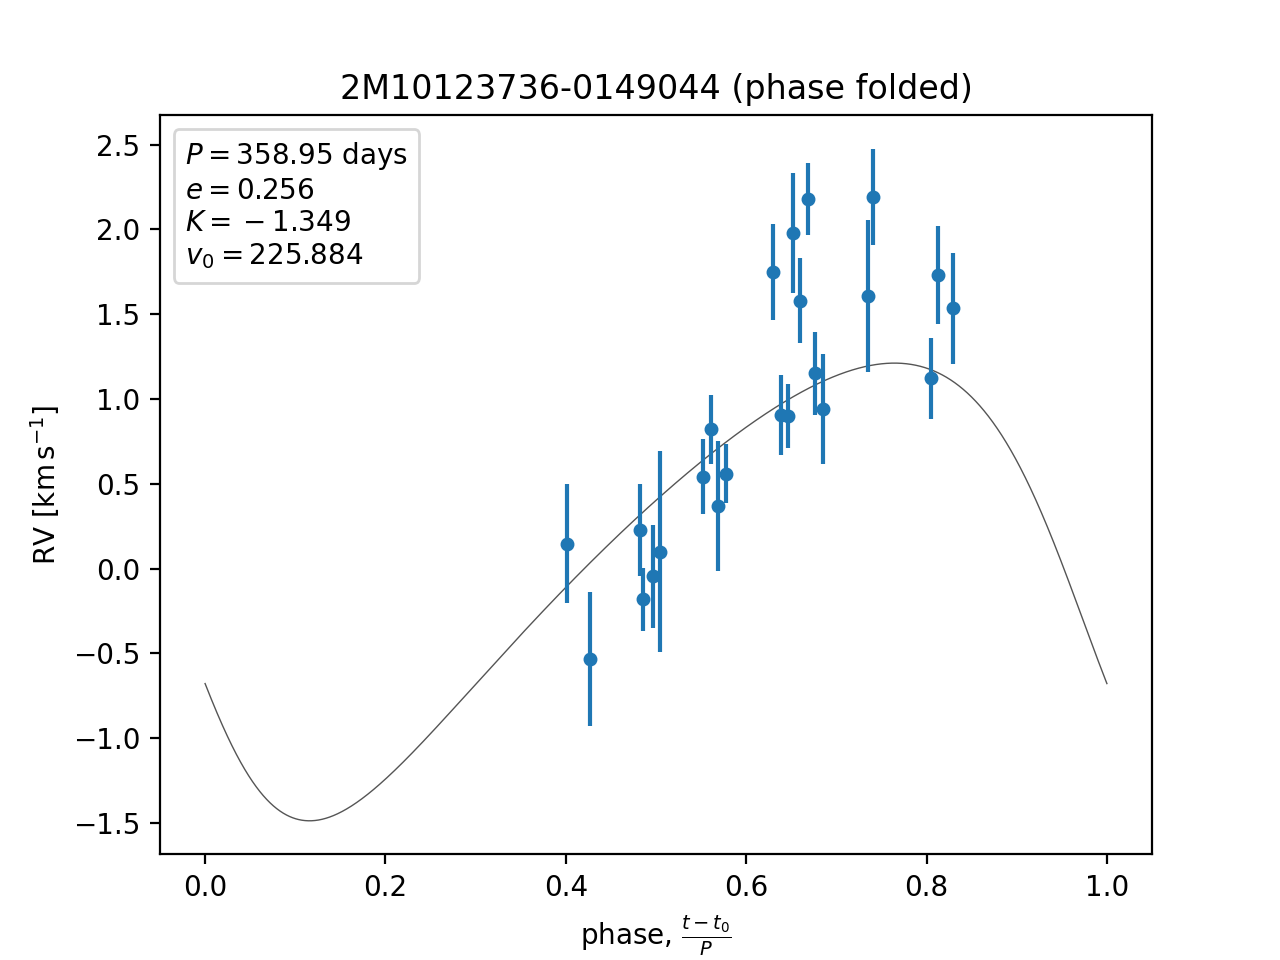 2M10123736-0149044 (phase folded)
P = 358.95 days
e = 0.256
K = −1.349
v₀ = 225.884
RV [km s⁻¹]
2.5
2.0
1.5
1.0
0.5
0.0
−0.5
−1.0
−1.5
0.0 0.2 0.4 0.6 0.8 1.0
phase, (t − t₀)/P